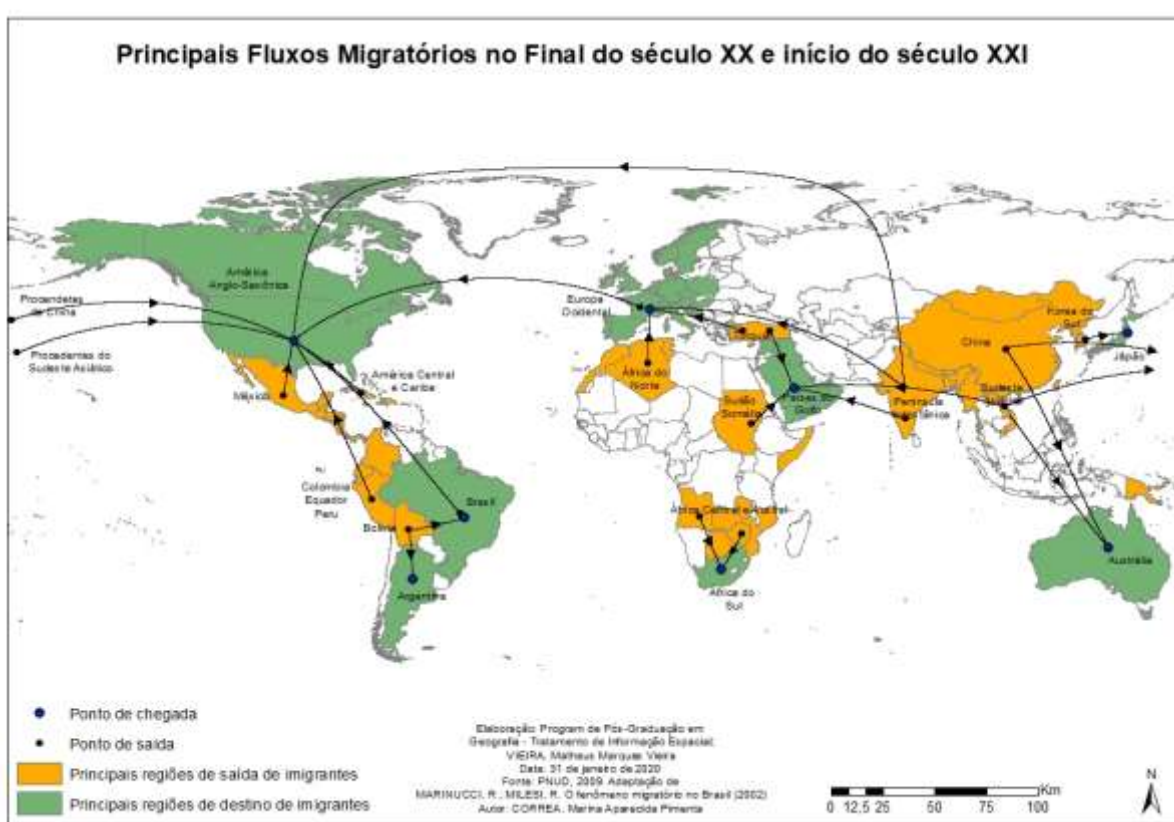 Principais Fluxos Migratórios no Final do século XX e início do século XXI
América
Anglo-Saxônica
Procendetes
da China
Procedentes do
Sudeste Asiático
México
América Central
e Caribe
Colômbia
Equador
Peru
Brasil
Bolívia
Argentina
Europa
Ocidental
África do
Norte
Sudão
Somália
Países do
Golfo
Península
China
Koreia do
Sul
Japão
Sudeste
África Central e Austral
África do
Sul
Austrália
Ponto de chegada
Ponto de saída
Principais regiões de saída de imigrantes
Principais regiões de destino de imigrantes
Elaboração: Program de Pós-Graduação em
Geografia - Tratamento de Informação Espacial;
VIEIRA, Matheus Marques Vieira
Data: 31 de janeiro de 2020
Fonte: PNUD, 2009. Adaptação de
MARINUCCI, R., MILESI, R. O fenômeno migratório no Brasil (2002)
Autor: CORREA, Marina Aparecida Pimenta
N
Km
0 12,5 25 50 75 100